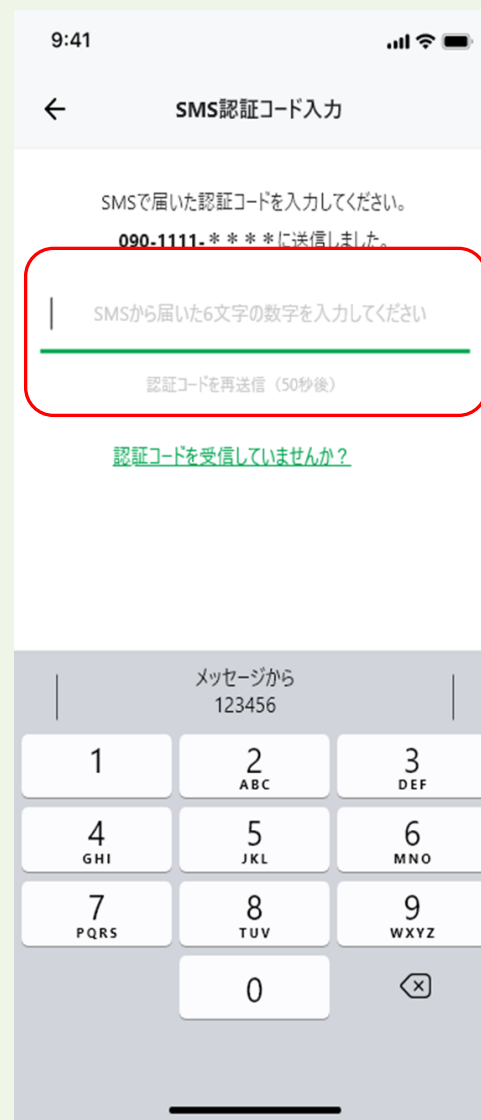 9:41
SMS認証コード入力
SMSで届いた認証コードを入力してください。
090-1111-＊＊＊＊に送信しました。
SMSから届いた6文字の数字を入力してください
認証コードを再送信（50秒後）
認証コードを受信していませんか？
メッセージから
123456
1
2
ABC
3
DEF
4
GHI
5
JKL
6
MNO
7
PQRS
8
TUV
9
WXYZ
0